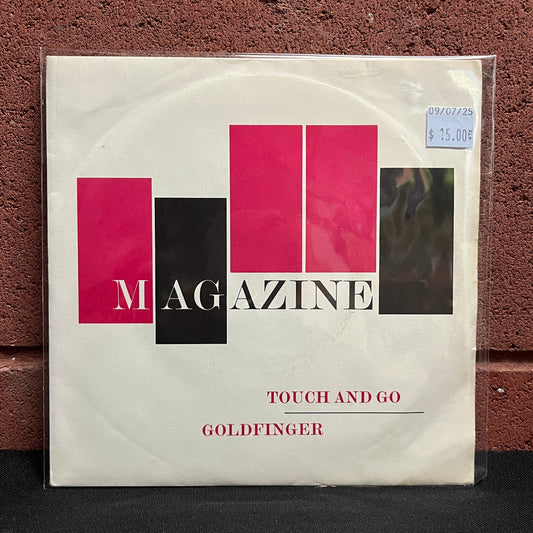 09/07/25
$ 15.00
MAGAZINE
TOUCH AND GO
GOLDFINGER